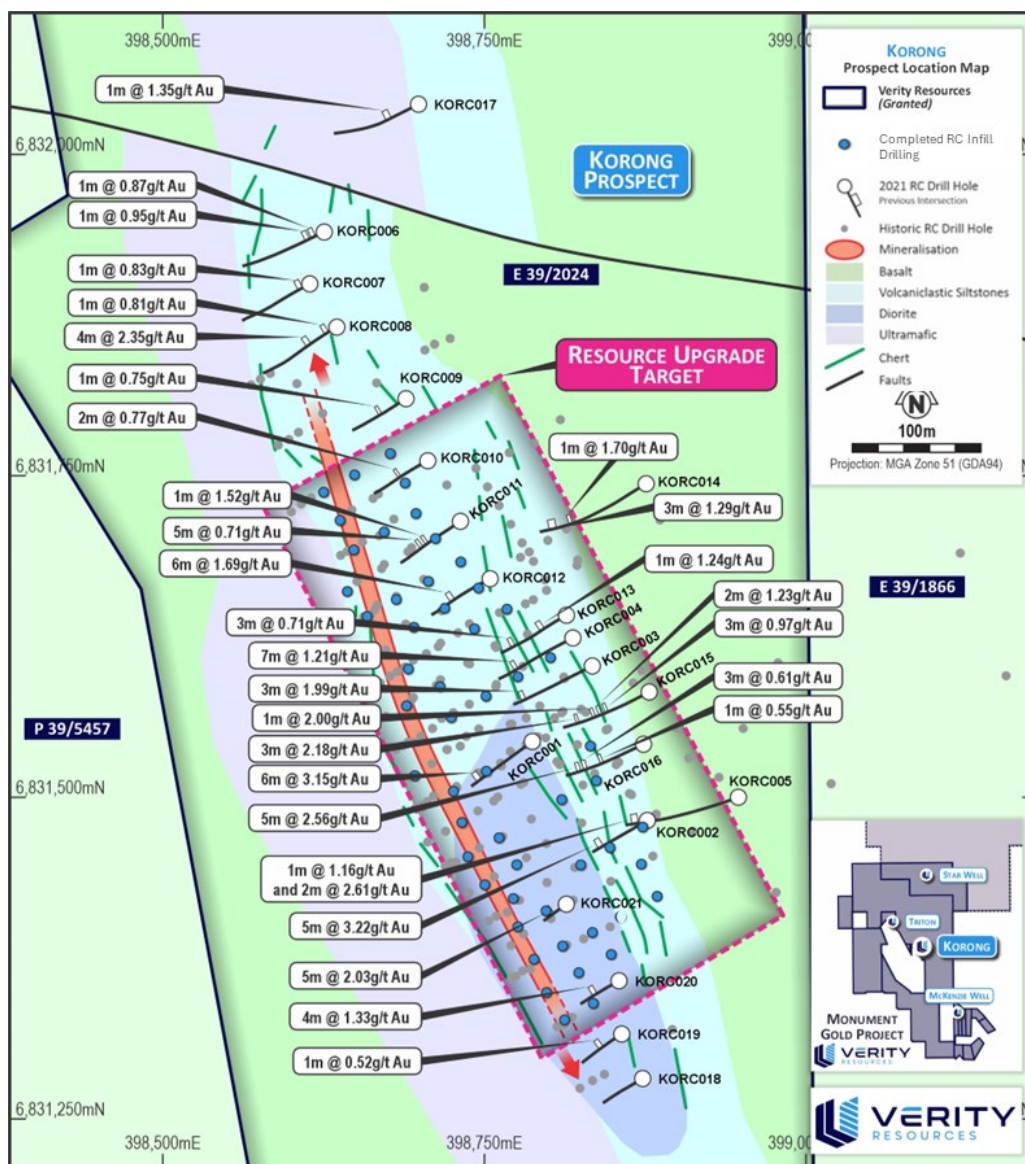 398,500mE
398,750mE
399,00
1m @ 1.35g/t Au
KORC017
6,832,000mN
KORONG
PROSPECT
1m @ 0.87g/t Au
1m @ 0.95g/t Au
KORC006
1m @ 0.83g/t Au
KORC007
E 39/2024
1m @ 0.81g/t Au
KORC008
4m @ 2.35g/t Au
RESOURCE UPGRADE
TARGET
1m @ 0.75g/t Au
KORC009
2m @ 0.77g/t Au
6,831,750mN
KORC010
1m @ 1.70g/t Au
KORC014
1m @ 1.52g/t Au
KORC011
3m @ 1.29g/t Au
5m @ 0.71g/t Au
6m @ 1.69g/t Au
1m @ 1.24g/t Au
KORC012
E 39/1866
2m @ 1.23g/t Au
KORC013
3m @ 0.71g/t Au
KORC004
3m @ 0.97g/t Au
7m @ 1.21g/t Au
KORC003
3m @ 0.61g/t Au
3m @ 1.99g/t Au
KORC015
1m @ 0.55g/t Au
1m @ 2.00g/t Au
P 39/5457
3m @ 2.18g/t Au
KORC001
6m @ 3.15g/t Au
KORC016
KORC005
6,831,500mN
5m @ 2.56g/t Au
KORC002
1m @ 1.16g/t Au
and 2m @ 2.61g/t Au
KORC021
5m @ 3.22g/t Au
5m @ 2.03g/t Au
KORC020
4m @ 1.33g/t Au
KORC019
1m @ 0.52g/t Au
KORC018
6,831,250mN
398,500mE
398,750mE
399,00
KORONG
Prospect Location Map
Verity Resources
(Granted)
Completed RC Infill
Drilling
2021 RC Drill Hole
Previous Intersection
Historic RC Drill Hole
Mineralisation
Basalt
Volcaniclastic Siltstones
Diorite
Ultramafic
Chert
Faults
N
100m
Projection: MGA Zone 51 (GDA94)
STAR WELL
TRITON
KORONG
MCKENZIE WELL
MONUMENT
GOLD PROJECT
VERITY
RESOURCES
VERITY
RESOURCES